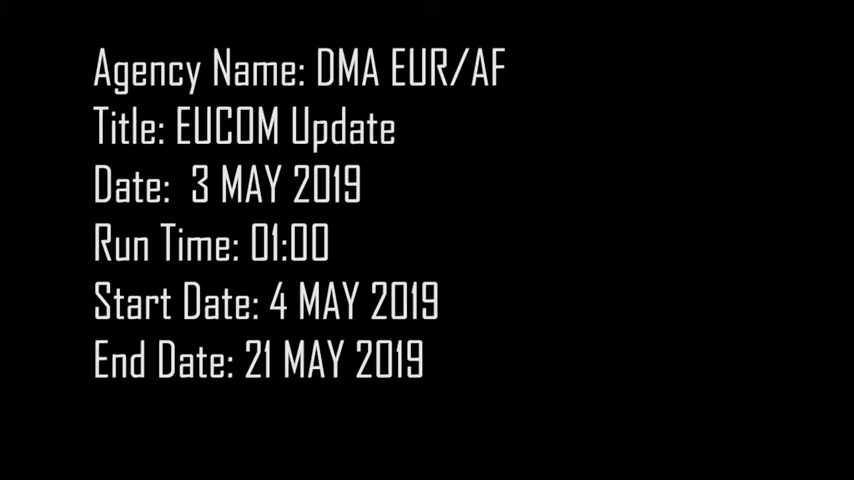 Agency Name: DMA EUR/AF
Title: EUCOM Update
Date:  3 MAY 2019
Run Time: 01:00
Start Date: 4 MAY 2019
End Date: 21 MAY 2019